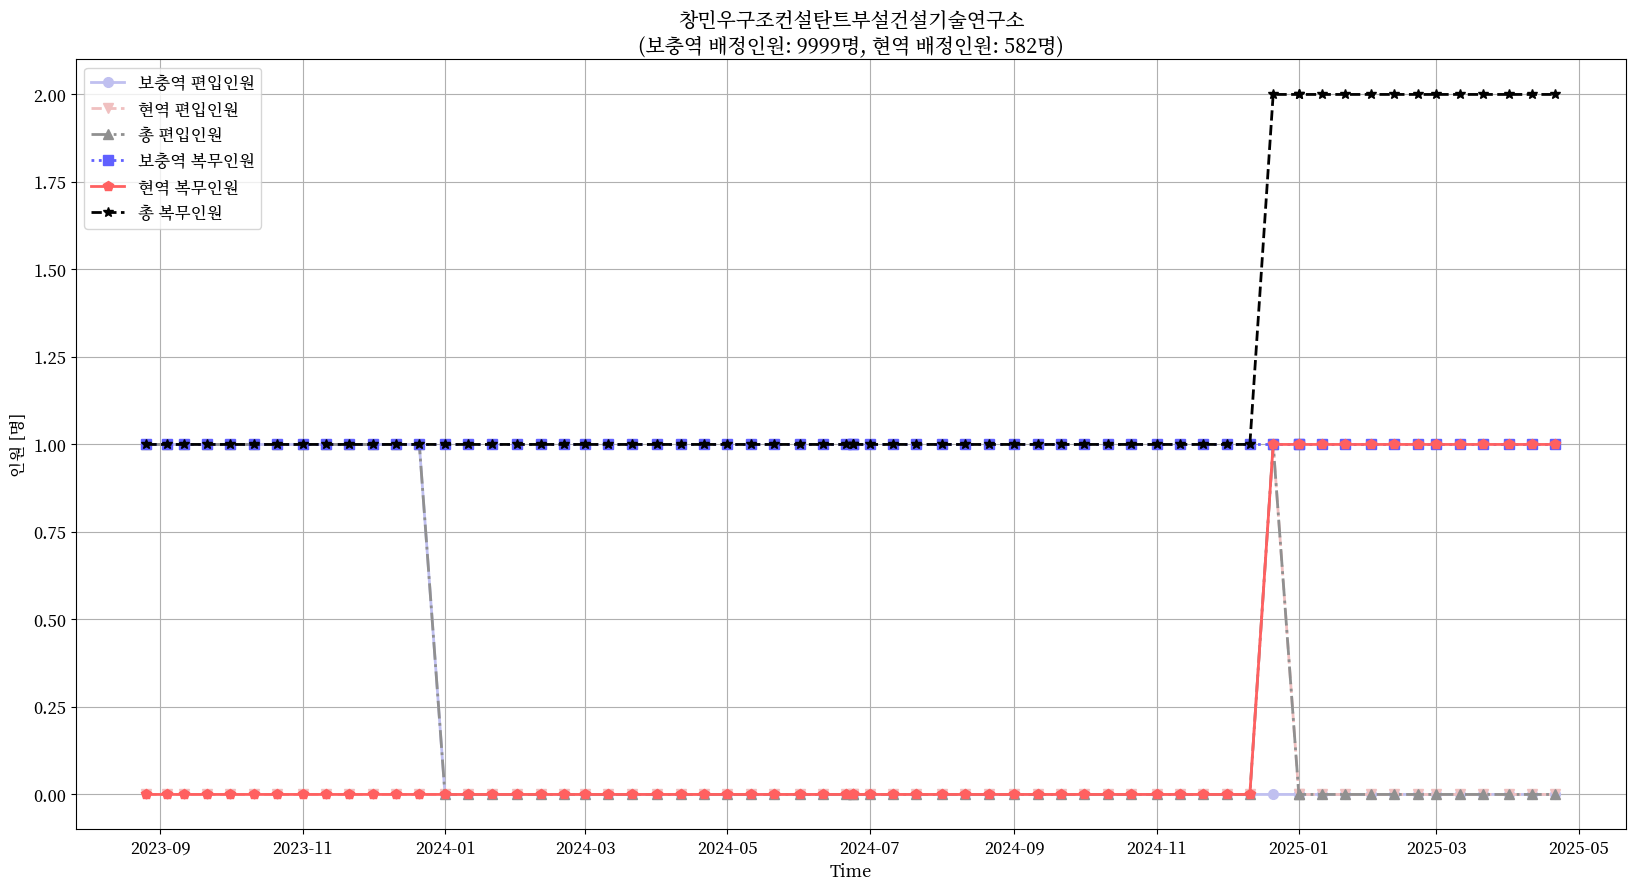 창민우구조컨설탄트부설건설기술연구소
(보충역 배정인원: 9999명, 현역 배정인원: 582명)
보충역 편입인원
현역 편입인원
총 편입인원
보충역 복무인원
현역 복무인원
총 복무인원
2.00
1.75
1.50
1.25
1.00
0.75
0.50
0.25
0.00
인원 [명]
2023-09
2023-11
2024-01
2024-03
2024-05
2024-07
2024-09
2024-11
2025-01
2025-03
2025-05
Time